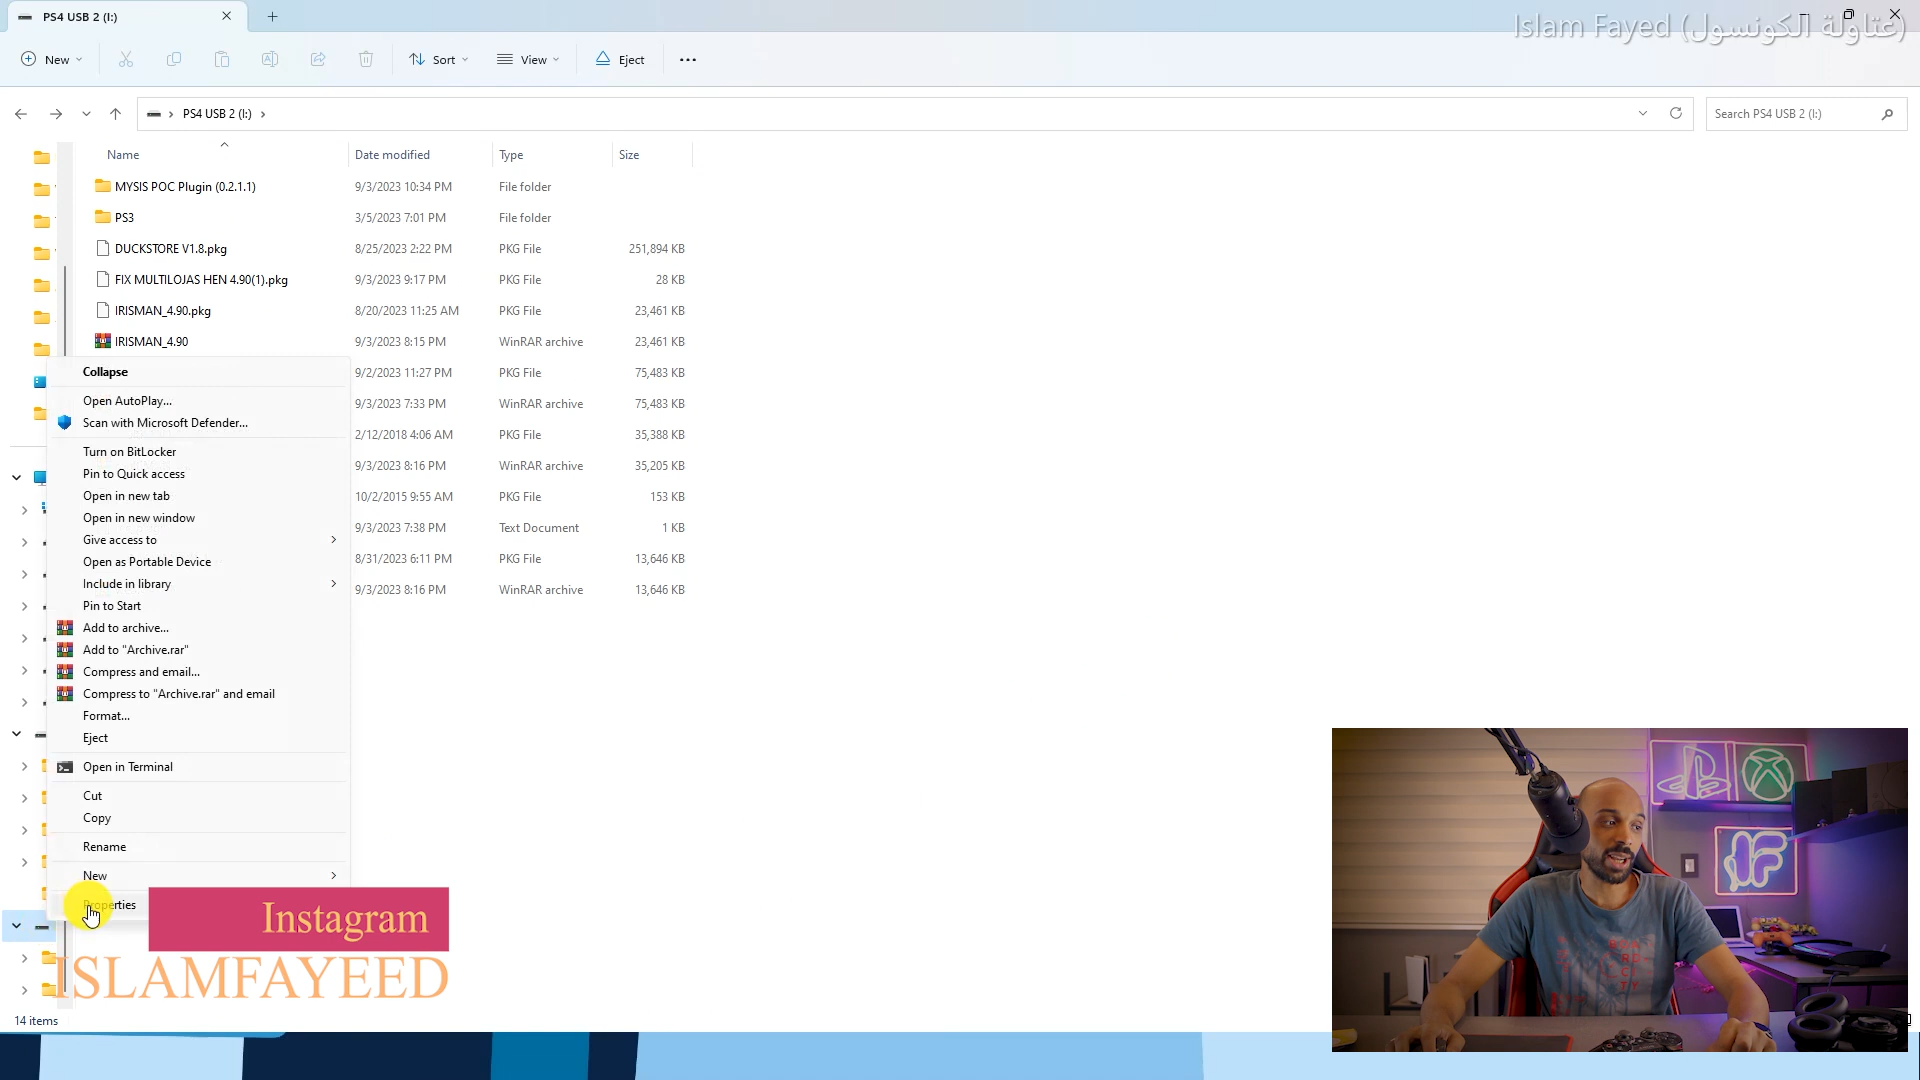 PS4 USB 2 (I:)
Islam Fayed (غتاولة الكونسول)
New
Sort
View
Eject
PS4 USB 2 (I:)
Search PS4 USB 2 (I:)
Name Date modified Type Size
MYSIS POC Plugin (0.2.1.1) 9/3/2023 10:34 PM File folder
PS3 3/5/2023 7:01 PM File folder
DUCKSTORE V1.8.pkg 8/25/2023 2:22 PM PKG File 251,894 KB
FIX MULTILOJAS HEN 4.90(1).pkg 9/3/2023 9:17 PM PKG File 28 KB
IRISMAN_4.90.pkg 8/20/2023 11:25 AM PKG File 23,461 KB
IRISMAN_4.90 9/3/2023 8:15 PM WinRAR archive 23,461 KB
9/2/2023 11:27 PM PKG File 75,483 KB
9/3/2023 7:33 PM WinRAR archive 75,483 KB
2/12/2018 4:06 AM PKG File 35,388 KB
9/3/2023 8:16 PM WinRAR archive 35,205 KB
10/2/2015 9:55 AM PKG File 153 KB
9/3/2023 7:38 PM Text Document 1 KB
8/31/2023 6:11 PM PKG File 13,646 KB
9/3/2023 8:16 PM WinRAR archive 13,646 KB
Collapse
Open AutoPlay...
Scan with Microsoft Defender...
Turn on BitLocker
Pin to Quick access
Open in new tab
Open in new window
Give access to
Open as Portable Device
Include in library
Pin to Start
Add to archive...
Add to "Archive.rar"
Compress and email...
Compress to "Archive.rar" and email
Format...
Eject
Open in Terminal
Cut
Copy
Rename
New
Properties
Instagram
ISLAMFAYEED
14 items
IF